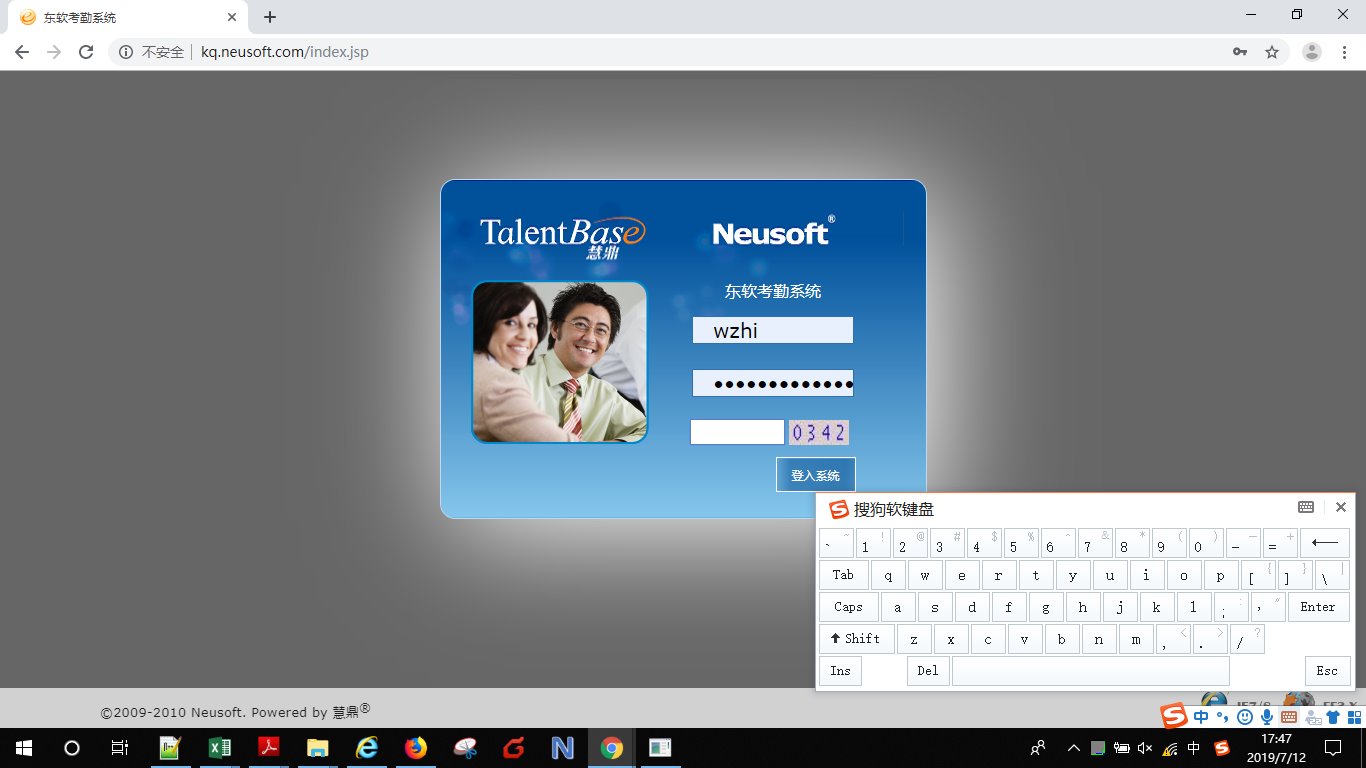 东软考勤系统
不安全 kq.neusoft.com/index.jsp
TalentBase
慧鼎
Neusoft®
东软考勤系统
wzhi
•••••••••••••
0342
登入系统
搜狗软键盘
` ~ 1 ! 2 @ 3 # 4 $ 5 % 6 ^ 7 & 8 * 9 ( 0 ) - _ = + ←
Tab q w e r t y u i o p [ { ] } \ |
Caps a s d f g h j k l ; : ' " Enter
Shift z x c v b n m , < . > / ?
Ins Del Esc
©2009-2010 Neusoft. Powered by 慧鼎®
中
中
17:47
2019/7/12